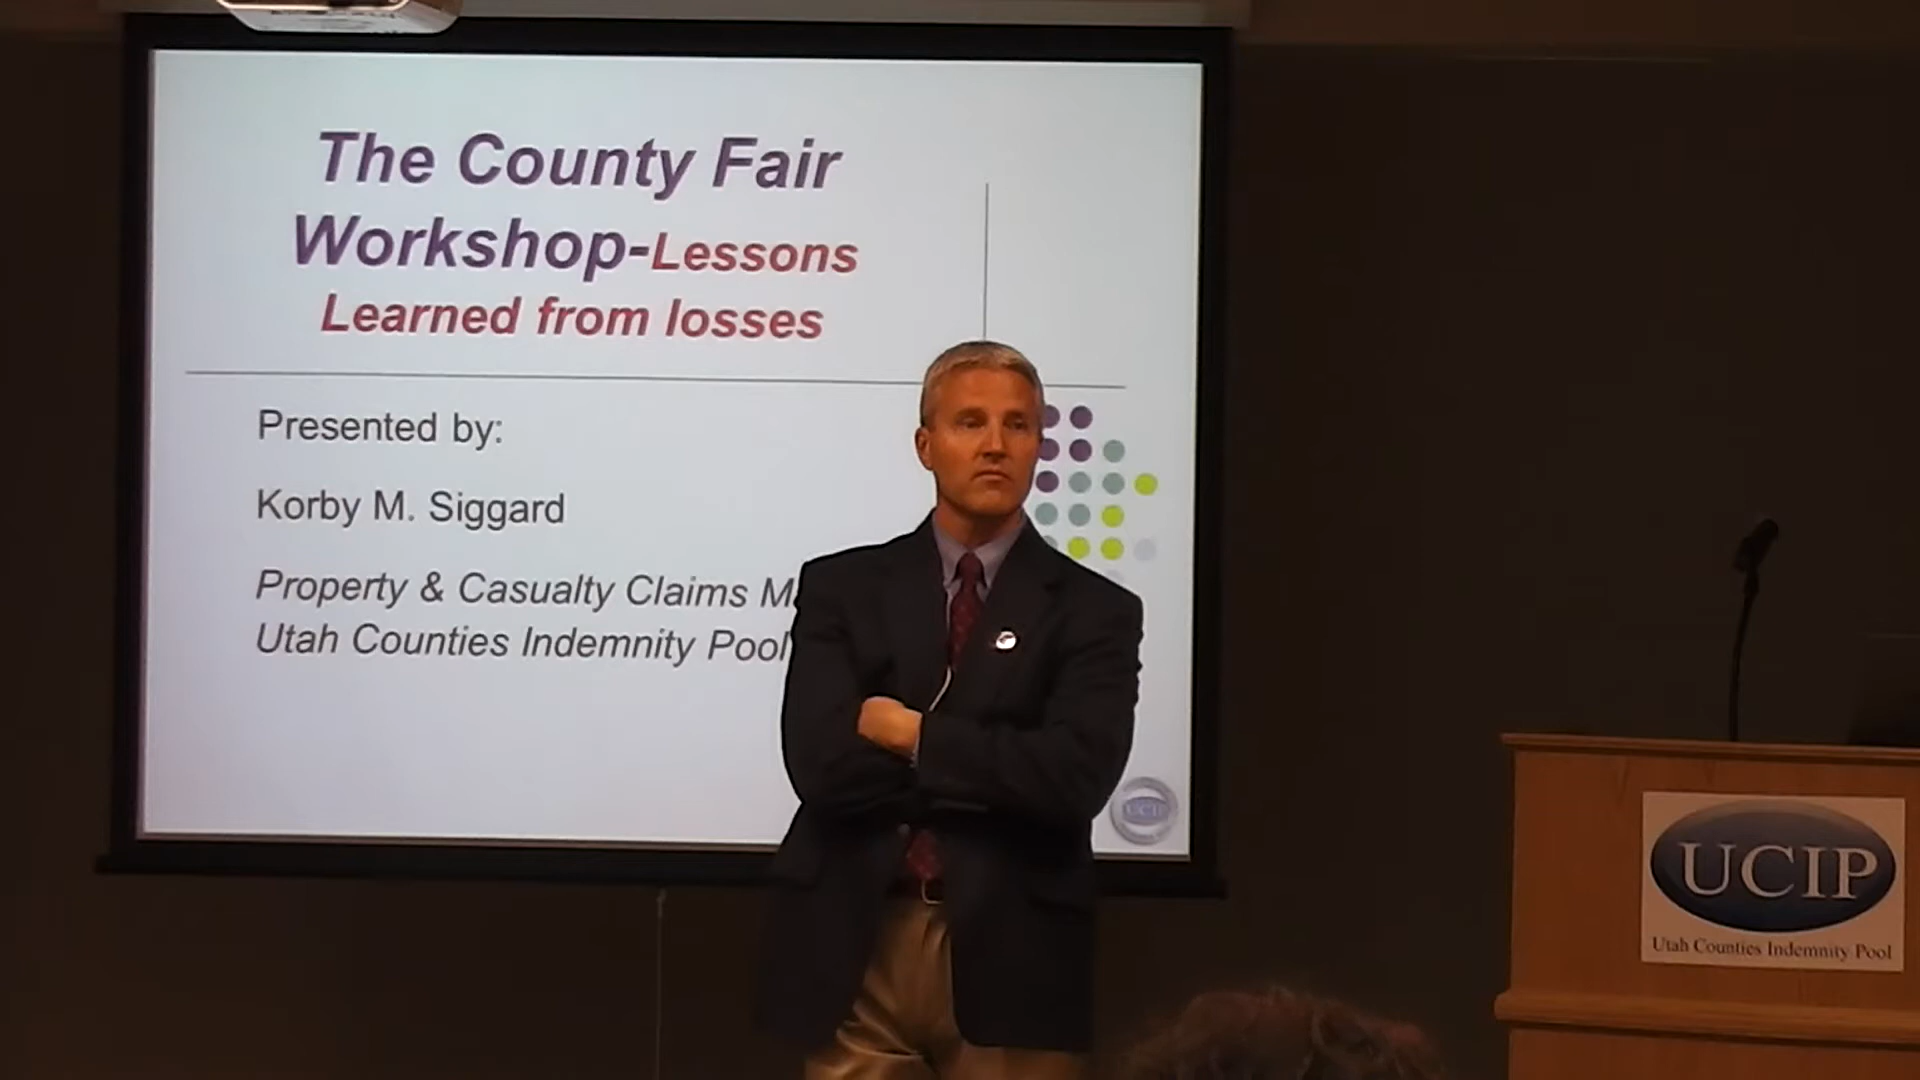 The County Fair
Workshop-Lessons
Learned from losses
Presented by:
Korby M. Siggard
Property & Casualty Claims
Utah Counties Indemnity Pool
UCIP
UCIP
Utah Counties Indemnity Pool